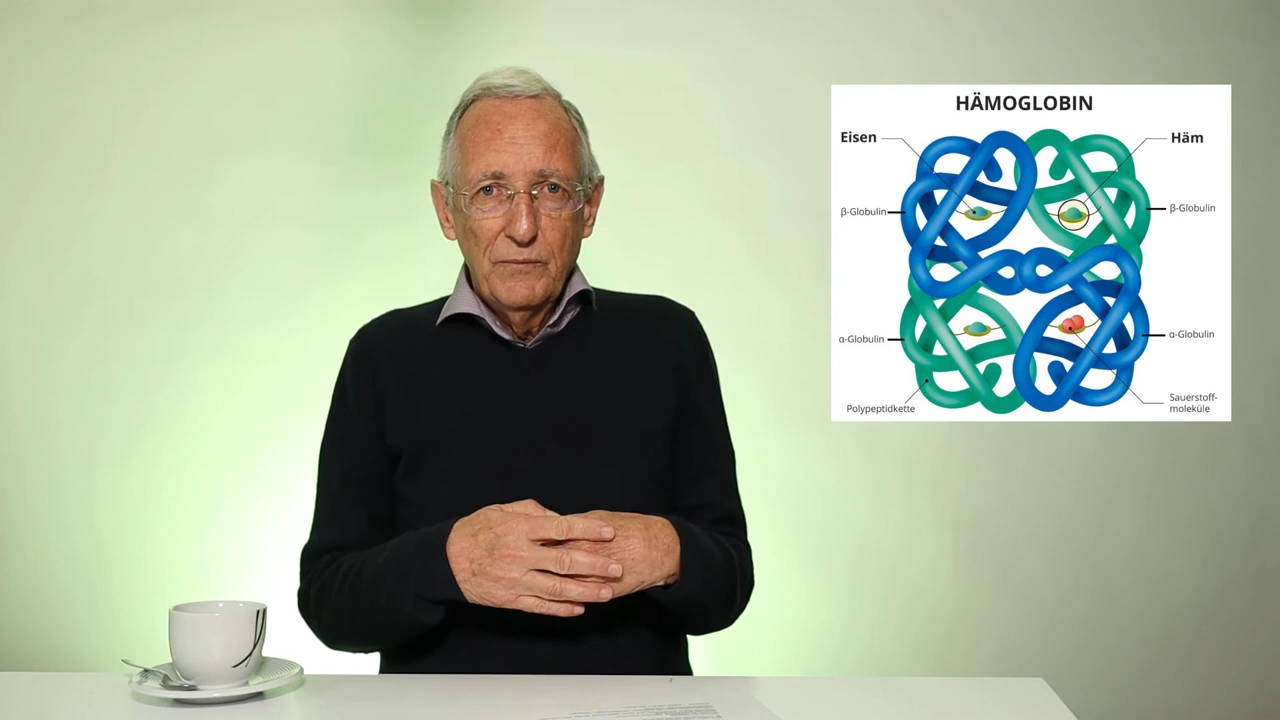 HÄMOGLOBIN
Eisen
Häm
β-Globulin
β-Globulin
α-Globulin
α-Globulin
Polypeptidkette
Sauerstoff-
moleküle